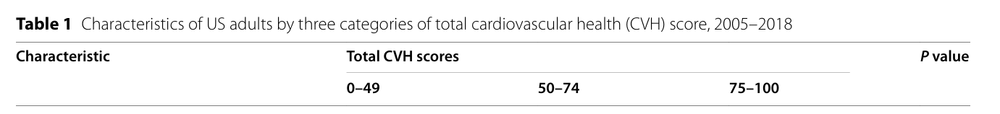 Table 1 Characteristics of US adults by three categories of total cardiovascular health (CVH) score, 2005–2018
Characteristic Total CVH scores P value
0–49 50–74 75–100